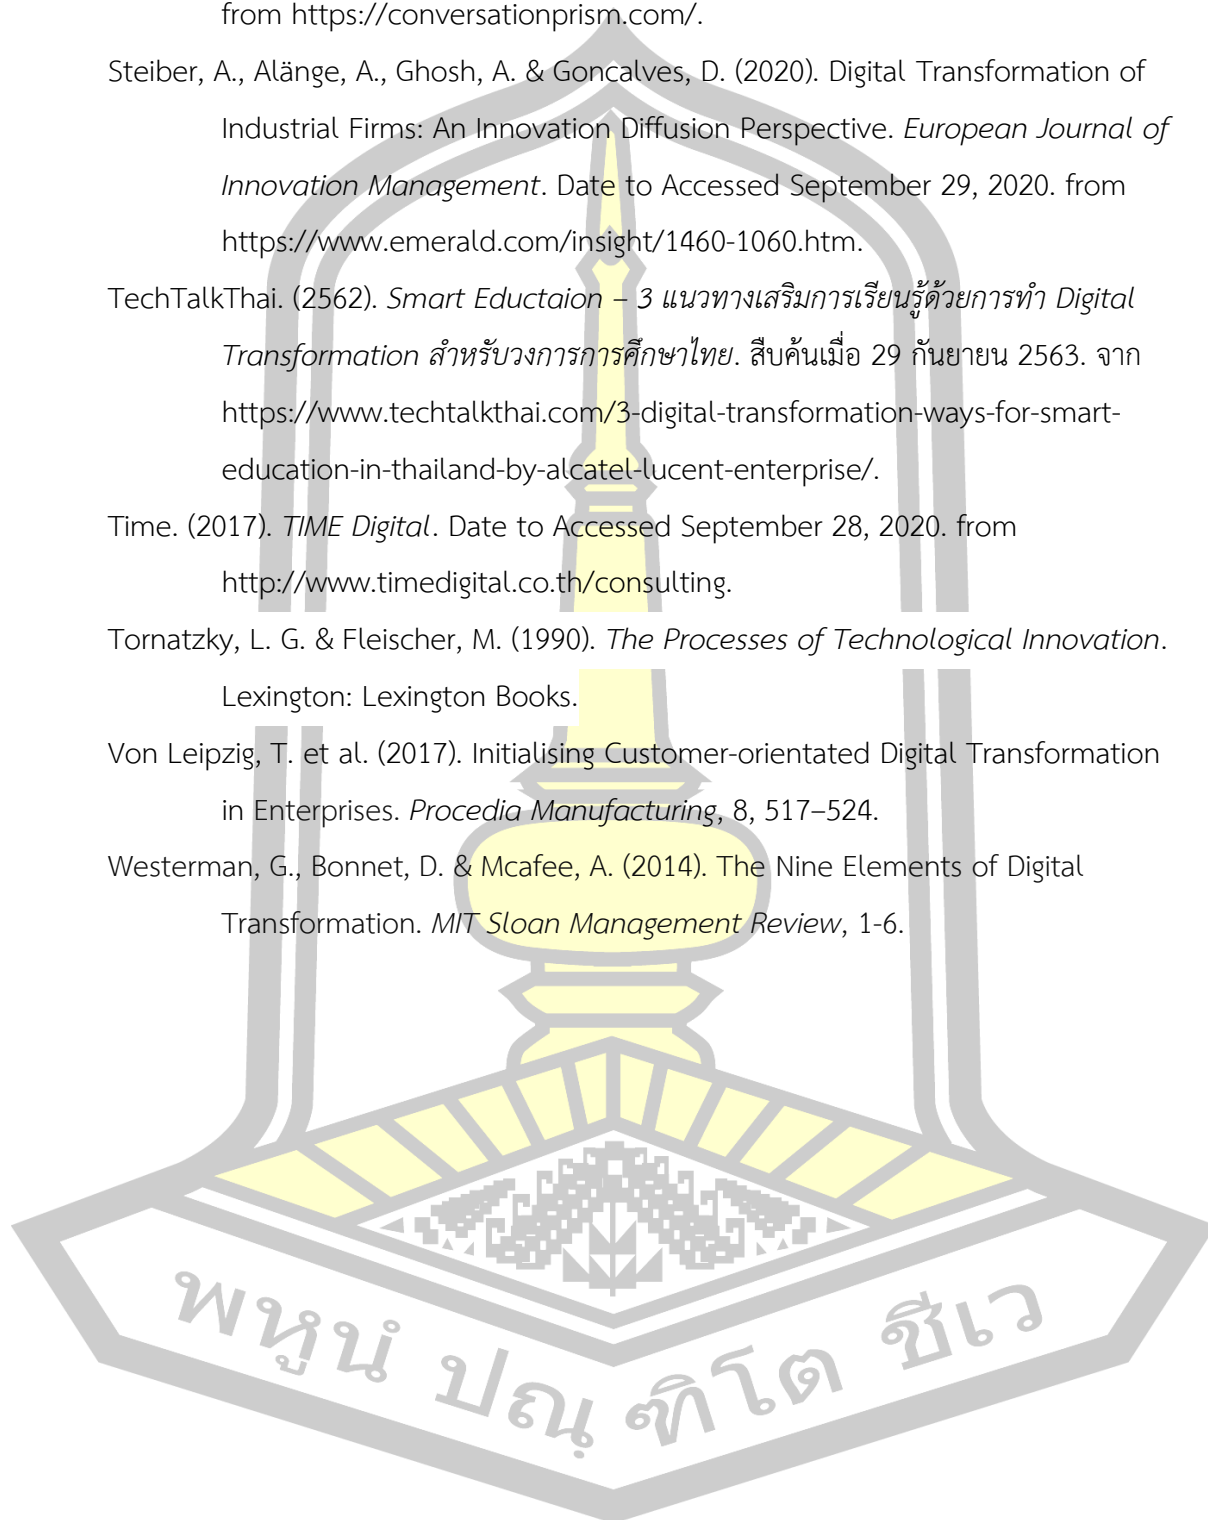 from https://conversationprism.com/.
Steiber, A., Alänge, A., Ghosh, A. & Goncalves, D. (2020). Digital Transformation of
Industrial Firms: An Innovation Diffusion Perspective. European Journal of
Innovation Management. Date to Accessed September 29, 2020. from
https://www.emerald.com/insight/1460-1060.htm.
TechTalkThai. (2562). Smart Eductaion – 3 แนวทางเสริมการเรียนรู้ด้วยการทำ Digital
Transformation สำหรับวงการการศึกษาไทย. สืบค้นเมื่อ 29 กันยายน 2563. จาก
https://www.techtalkthai.com/3-digital-transformation-ways-for-smart-
education-in-thailand-by-alcatel-lucent-enterprise/.
Time. (2017). TIME Digital. Date to Accessed September 28, 2020. from
http://www.timedigital.co.th/consulting.
Tornatzky, L. G. & Fleischer, M. (1990). The Processes of Technological Innovation.
Lexington: Lexington Books.
Von Leipzig, T. et al. (2017). Initialising Customer-orientated Digital Transformation
in Enterprises. Procedia Manufacturing, 8, 517–524.
Westerman, G., Bonnet, D. & Mcafee, A. (2014). The Nine Elements of Digital
Transformation. MIT Sloan Management Review, 1-6.
พหูนํ ปณฺ ฑิโต ชีเว